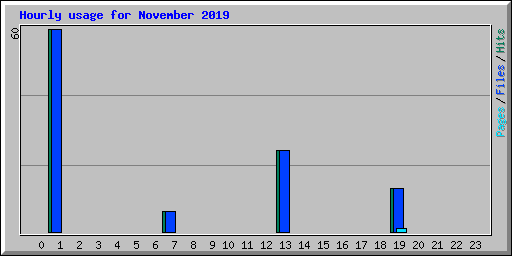 Hourly usage for November 2019
60
Pages/Files/Hits
0 1 2 3 4 5 6 7 8 9 10 11 12 13 14 15 16 17 18 19 20 21 22 23